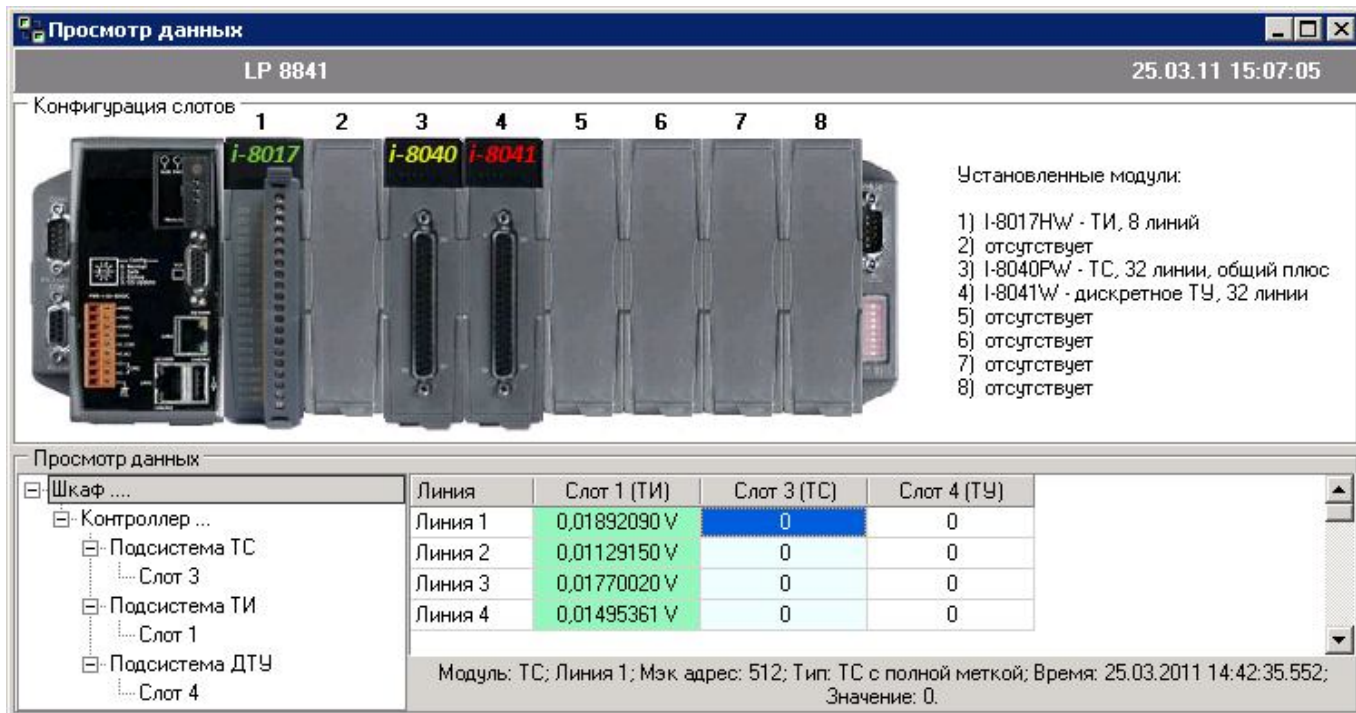 Просмотр данных
LP 8841 25.03.11 15:07:05
Конфигурация слотов
1 2 3 4 5 6 7 8
i-8017 i-8040 i-8041
Установленные модули:
1) I-8017HW - ТИ, 8 линий
2) отсутствует
3) I-8040PW - ТС, 32 линии, общий плюс
4) I-8041W - дискретное ТУ, 32 линии
5) отсутствует
6) отсутствует
7) отсутствует
8) отсутствует
Просмотр данных
Шкаф ....
Контроллер ...
Подсистема ТС
Слот 3
Подсистема ТИ
Слот 1
Подсистема ДТУ
Слот 4
Линия Слот 1 (ТИ) Слот 3 (ТС) Слот 4 (ТУ)
Линия 1 0,01892090 V 0 0
Линия 2 0,01129150 V 0 0
Линия 3 0,01770020 V 0 0
Линия 4 0,01495361 V 0 0
Модуль: ТС; Линия 1; Мэк адрес: 512; Тип: ТС с полной меткой; Время: 25.03.2011 14:42:35.552;
Значение: 0.